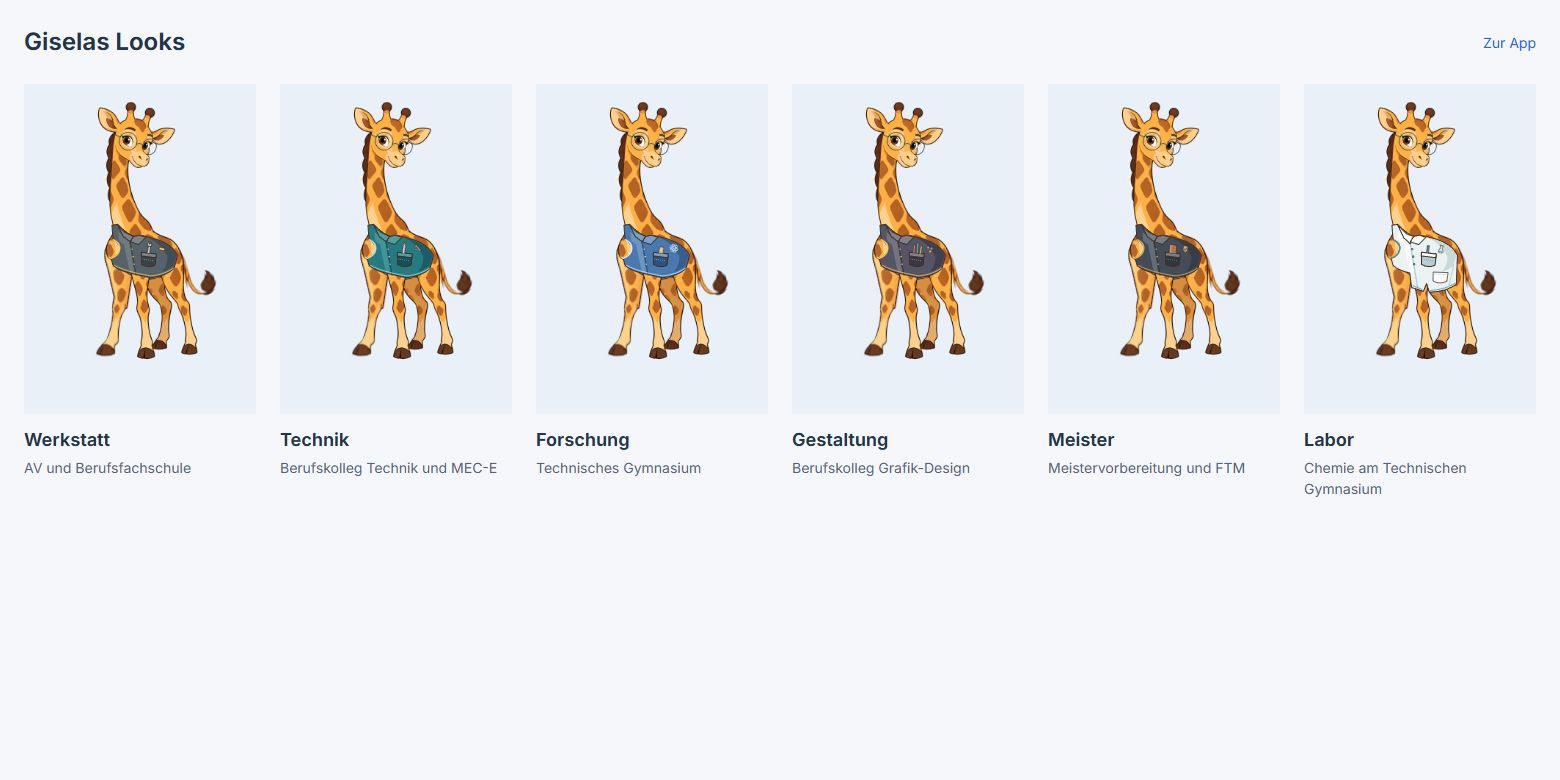 Giselas Looks
Zur App
Werkstatt
AV und Berufsfachschule
Technik
Berufskolleg Technik und MEC-E
Forschung
Technisches Gymnasium
Gestaltung
Berufskolleg Grafik-Design
Meister
Meistervorbereitung und FTM
Labor
Chemie am Technischen
Gymnasium